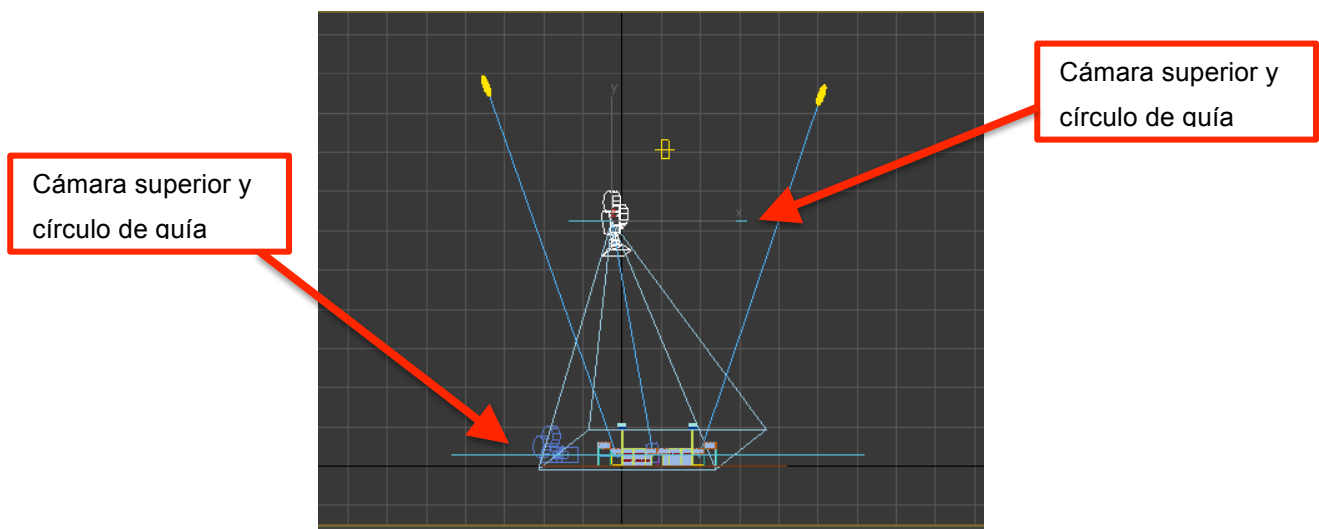 Cámara superior y
círculo de guía
Cámara superior y
círculo de guía
y
x